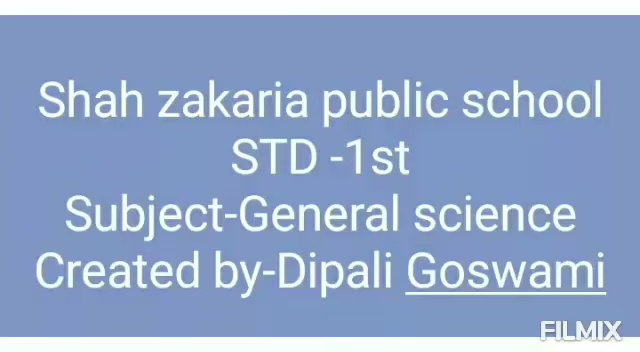 Shah zakaria public school
STD -1st
Subject-General science
Created by-Dipali Goswami
FILMIX